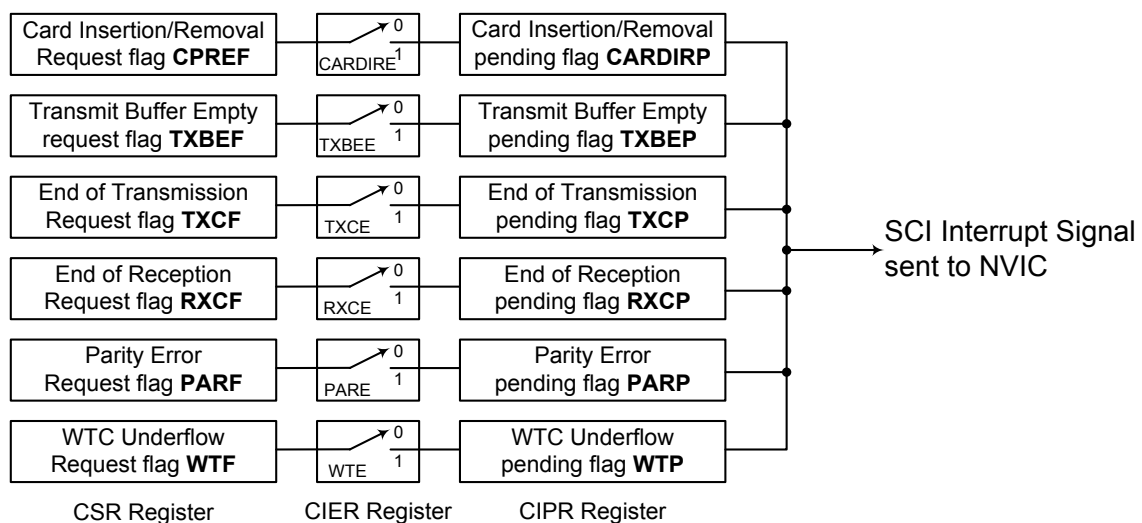 Card Insertion/Removal
Request flag CPREF
0
1
CARDIRE
Card Insertion/Removal
pending flag CARDIRP
Transmit Buffer Empty
request flag TXBEF
0
1
TXBEE
Transmit Buffer Empty
pending flag TXBEP
End of Transmission
Request flag TXCF
0
1
TXCE
End of Transmission
pending flag TXCP
End of Reception
Request flag RXCF
0
1
RXCE
End of Reception
pending flag RXCP
Parity Error
Request flag PARF
0
1
PARE
Parity Error
pending flag PARP
WTC Underflow
Request flag WTF
0
1
WTE
WTC Underflow
pending flag WTP
SCI Interrupt Signal
sent to NVIC
CSR Register
CIER Register
CIPR Register